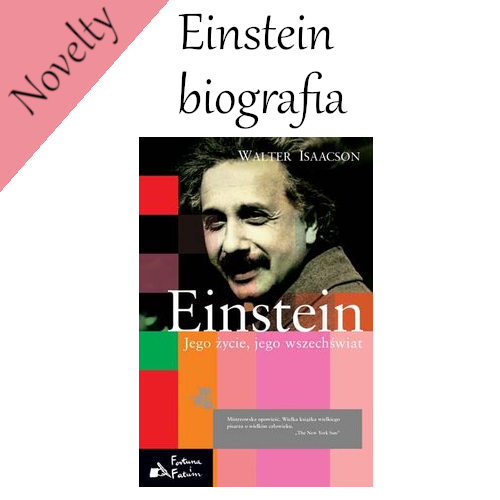 Novelty
Einstein
biografia
WALTER ISAACSON
Einstein
Jego życie, jego wszechświat
Mistrzowska opowieść. Wielka książka wielkiego
pisarza o wielkim człowieku.
„The New York Sun"
Fortuna
i
Fatum